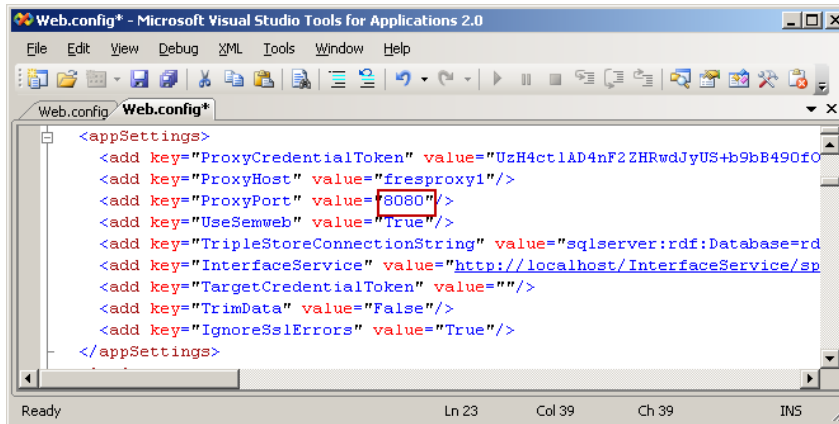 Web.config* - Microsoft Visual Studio Tools for Applications 2.0
File Edit View Debug XML Tools Window Help
Web.config Web.config*
<appSettings>
<add key="ProxyCredentialToken" value="UzH4ctlAD4nF2ZHRwdJyUS+b9bB490fO
<add key="ProxyHost" value="fresproxy1"/>
<add key="ProxyPort" value="8080"/>
<add key="UseSemweb" value="True"/>
<add key="TripleStoreConnectionString" value="sqlserver:rdf:Database=rd
<add key="InterfaceService" value="http://localhost/InterfaceService/sp
<add key="TargetCredentialToken" value=""/>
<add key="TrimData" value="False"/>
<add key="IgnoreSslErrors" value="True"/>
</appSettings>
Ready Ln 23 Col 39 Ch 39 INS